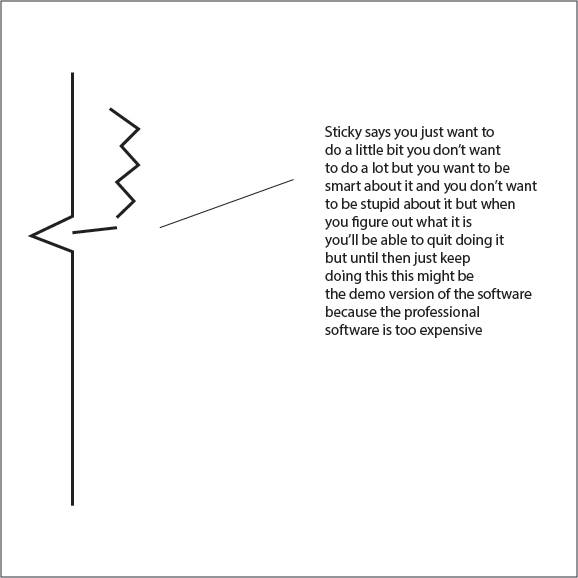 Sticky says you just want to
do a little bit you don’t want
to do a lot but you want to be
smart about it and you don’t want
to be stupid about it but when
you figure out what it is
you’ll be able to quit doing it
but until then just keep
doing this this might be
the demo version of the software
because the professional
software is too expensive